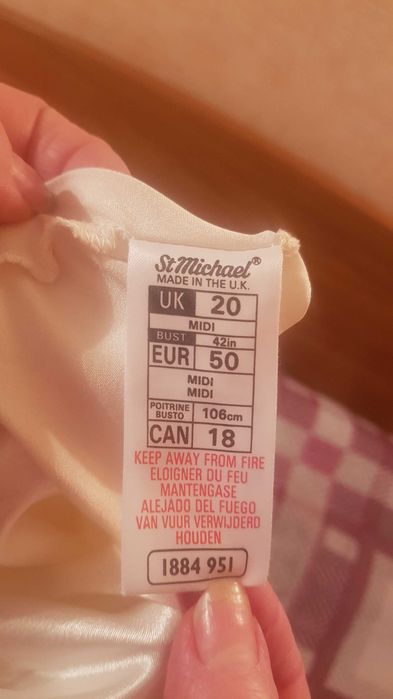 St Michael®
MADE IN THE U.K.
UK 20
MIDI
BUST 42in
EUR 50
MIDI
MIDI
POITRINE
BUSTO 106cm
CAN 18
KEEP AWAY FROM FIRE
ELOIGNER DU FEU
MANTENGASE
ALEJADO DEL FUEGO
VAN VUUR VERWIJDERD
HOUDEN
1884 951